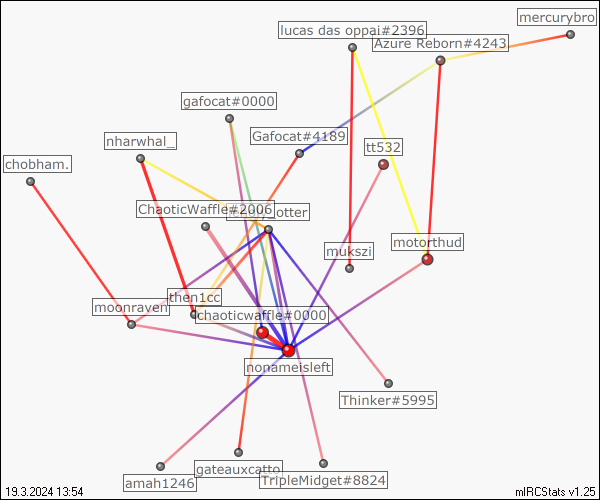 mercurybro
lucas das oppai#2396
Azure Reborn#4243
gafocat#0000
Gafocat#4189
nharwhal_
tt532
chobham.
ChaoticWaffle#2006
otter
motorthud
mukszi
then1cc
moonraven
chaoticwaffle#0000
nonameisleft
Thinker#5995
gateauxcatto
TripleMidget#8824
amah1246
19.3.2024 13:54
mIRCStats v1.25